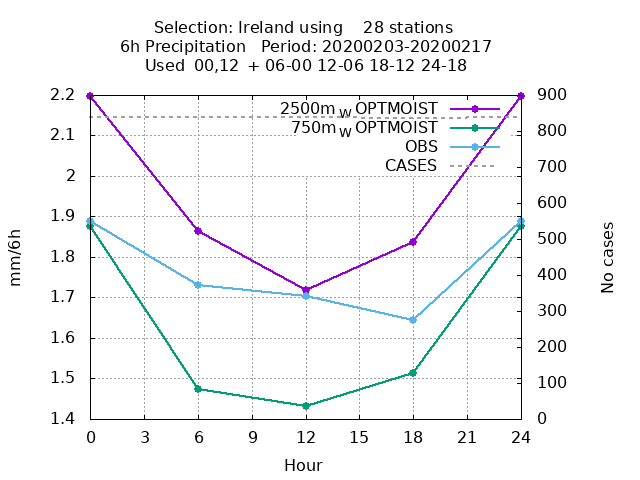 Selection: Ireland using    28 stations
6h Precipitation   Period: 20200203-20200217
Used  00,12  + 06-00 12-06 18-12 24-18
2.2
2.1
2
1.9
1.8
1.7
1.6
1.5
1.4
mm/6h
2500m W OPTMOIST
750m W OPTMOIST
OBS
CASES
900
800
700
600
500
400
300
200
100
0
No cases
0 3 6 9 12 15 18 21 24
Hour